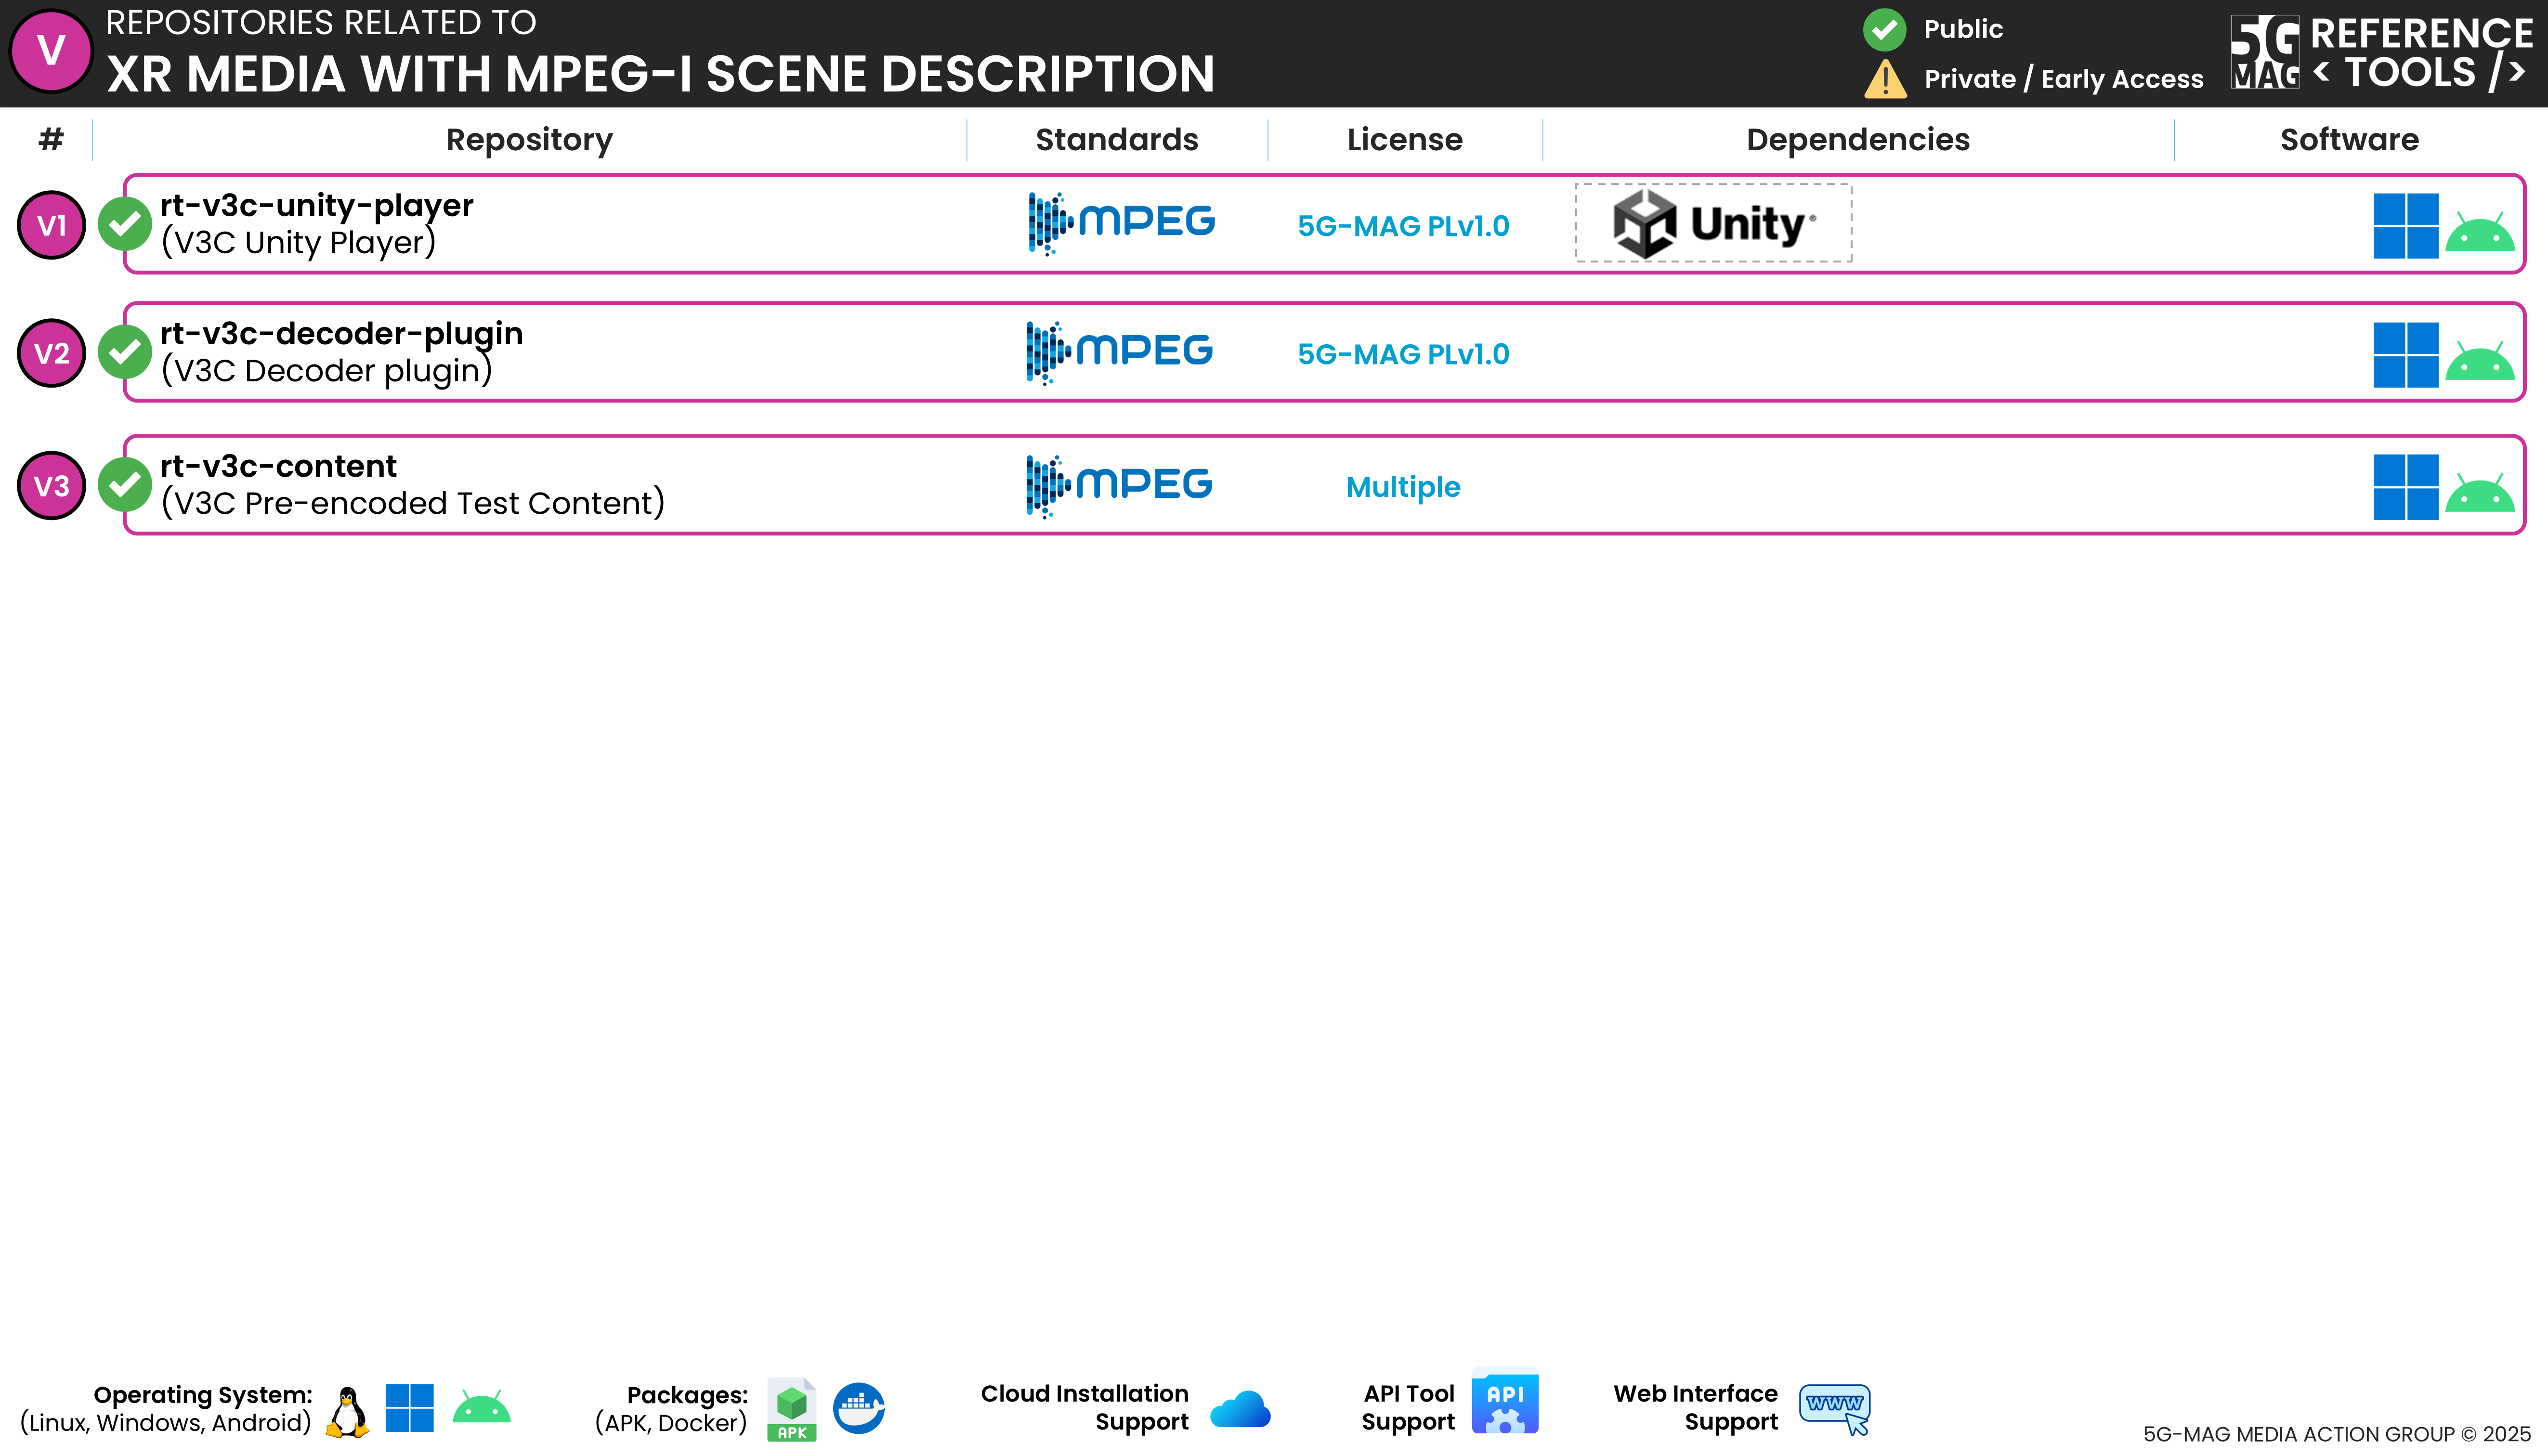 V
REPOSITORIES RELATED TO
XR MEDIA WITH MPEG-I SCENE DESCRIPTION
Public
Private / Early Access
5G MAG
REFERENCE
< TOOLS />
# Repository Standards License Dependencies Software
V1
rt-v3c-unity-player
(V3C Unity Player)
MPEG
5G-MAG PLv1.0
Unity®
V2
rt-v3c-decoder-plugin
(V3C Decoder plugin)
MPEG
5G-MAG PLv1.0
V3
rt-v3c-content
(V3C Pre-encoded Test Content)
MPEG
Multiple
Operating System:
(Linux, Windows, Android)
Packages:
(APK, Docker)
APK
Cloud Installation
Support
API Tool
Support
API
Web Interface
Support
WWW
5G-MAG MEDIA ACTION GROUP © 2025